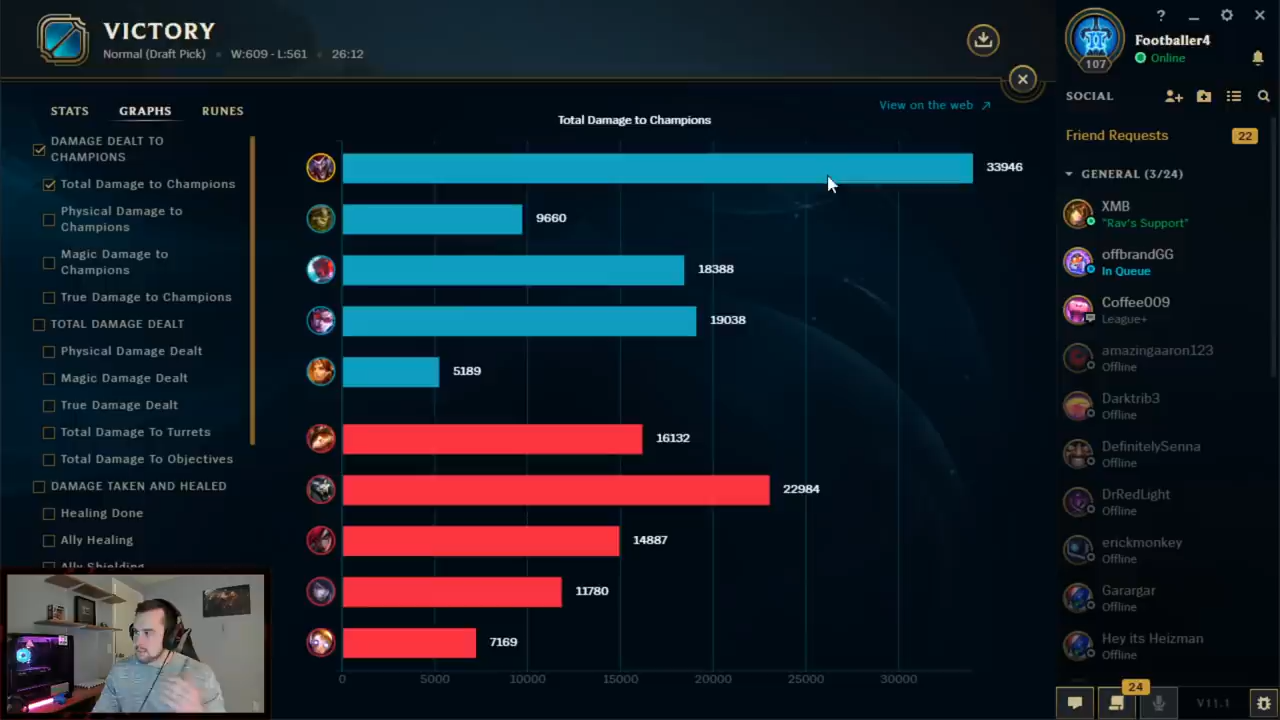 VICTORY
Normal (Draft Pick) W:609 - L:561 26:12
STATS GRAPHS RUNES
View on the web
DAMAGE DEALT TO
CHAMPIONS
Total Damage to Champions
Physical Damage to
Champions
Magic Damage to
Champions
True Damage to Champions
TOTAL DAMAGE DEALT
Physical Damage Dealt
Magic Damage Dealt
True Damage Dealt
Total Damage To Turrets
Total Damage To Objectives
DAMAGE TAKEN AND HEALED
Healing Done
Ally Healing
Ally Shielding
Total Damage to Champions
33946
9660
18388
19038
5189
16132
22984
14887
11780
7169
0 5000 10000 15000 20000 25000 30000
?
107
Footballer4
Online
SOCIAL
Friend Requests 22
GENERAL (3/24)
XMB
"Rav's Support"
offbrandGG
In Queue
Coffee009
League+
amazingaaron123
Offline
Darktrib3
Offline
DefinitelySenna
Offline
DrRedLight
Offline
erickmonkey
Offline
Garargar
Offline
Hey its Heizman
Offline
24
V11.1